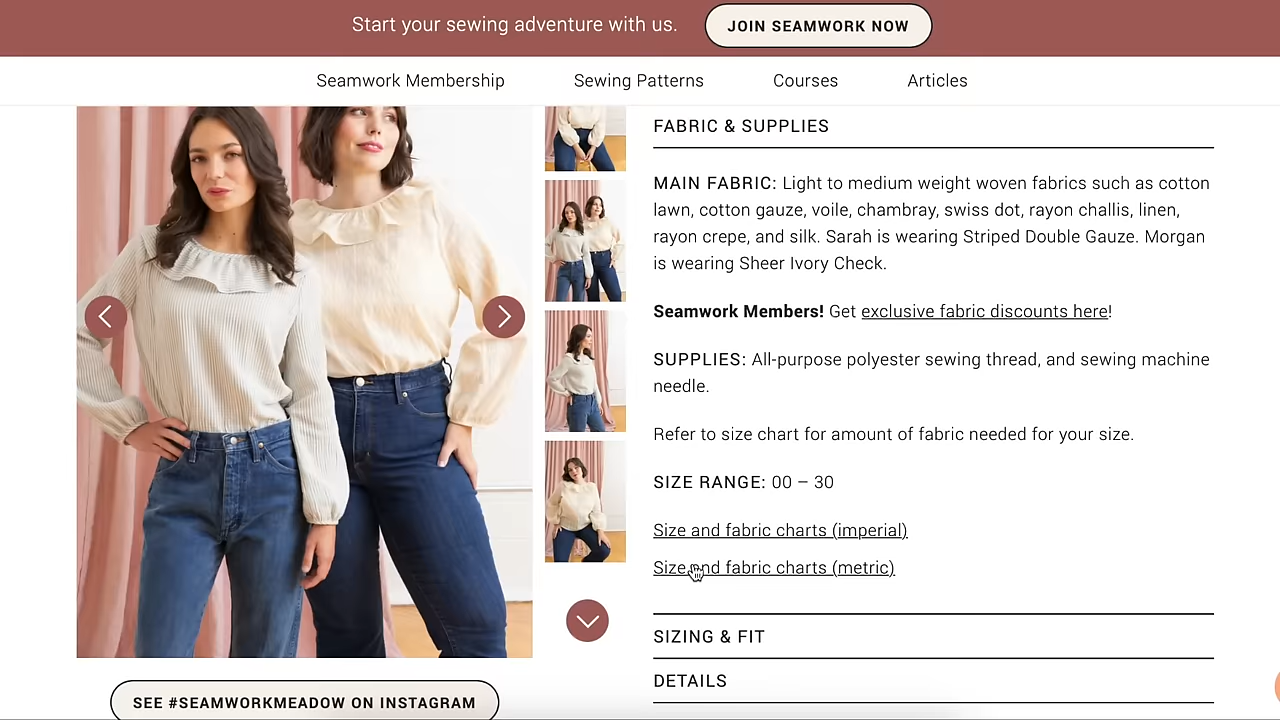 Start your sewing adventure with us.
JOIN SEAMWORK NOW
Seamwork Membership
Sewing Patterns
Courses
Articles
FABRIC & SUPPLIES
MAIN FABRIC: Light to medium weight woven fabrics such as cotton
lawn, cotton gauze, voile, chambray, swiss dot, rayon challis, linen,
rayon crepe, and silk. Sarah is wearing Striped Double Gauze. Morgan
is wearing Sheer Ivory Check.
Seamwork Members! Get exclusive fabric discounts here!
SUPPLIES: All-purpose polyester sewing thread, and sewing machine
needle.
Refer to size chart for amount of fabric needed for your size.
SIZE RANGE: 00 – 30
Size and fabric charts (imperial)
Size and fabric charts (metric)
SIZING & FIT
DETAILS
SEE #SEAMWORKMEADOW ON INSTAGRAM